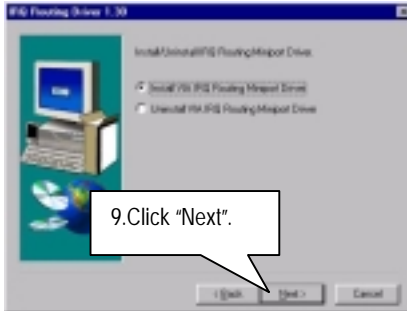 IRQ Routing Driver 1.30
Install/Uninstall IRQ Routing Miniport Driver.
Install VIA IRQ Routing Miniport Driver
Uninstall VIA IRQ Routing Miniport Driver
9.Click “Next”.
< Back
Next >
Cancel